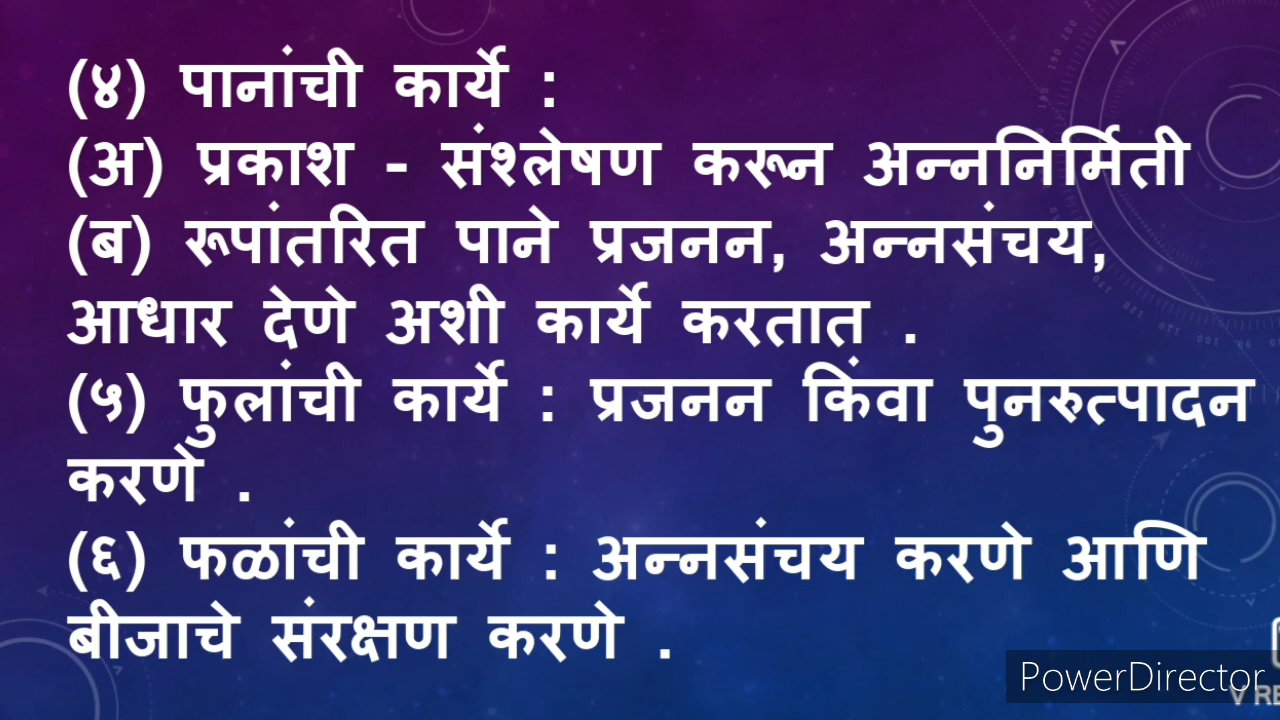 (४) पानांची कार्ये :
(अ) प्रकाश - संश्लेषण करून अन्ननिर्मिती
(ब) रूपांतरित पाने प्रजनन, अन्नसंचय,
आधार देणे अशी कार्ये करतात .
(५) फुलांची कार्ये : प्रजनन किंवा पुनरुत्पादन
करणे .
(६) फळांची कार्ये : अन्नसंचय करणे आणि
बीजाचे संरक्षण करणे .
PowerDirector